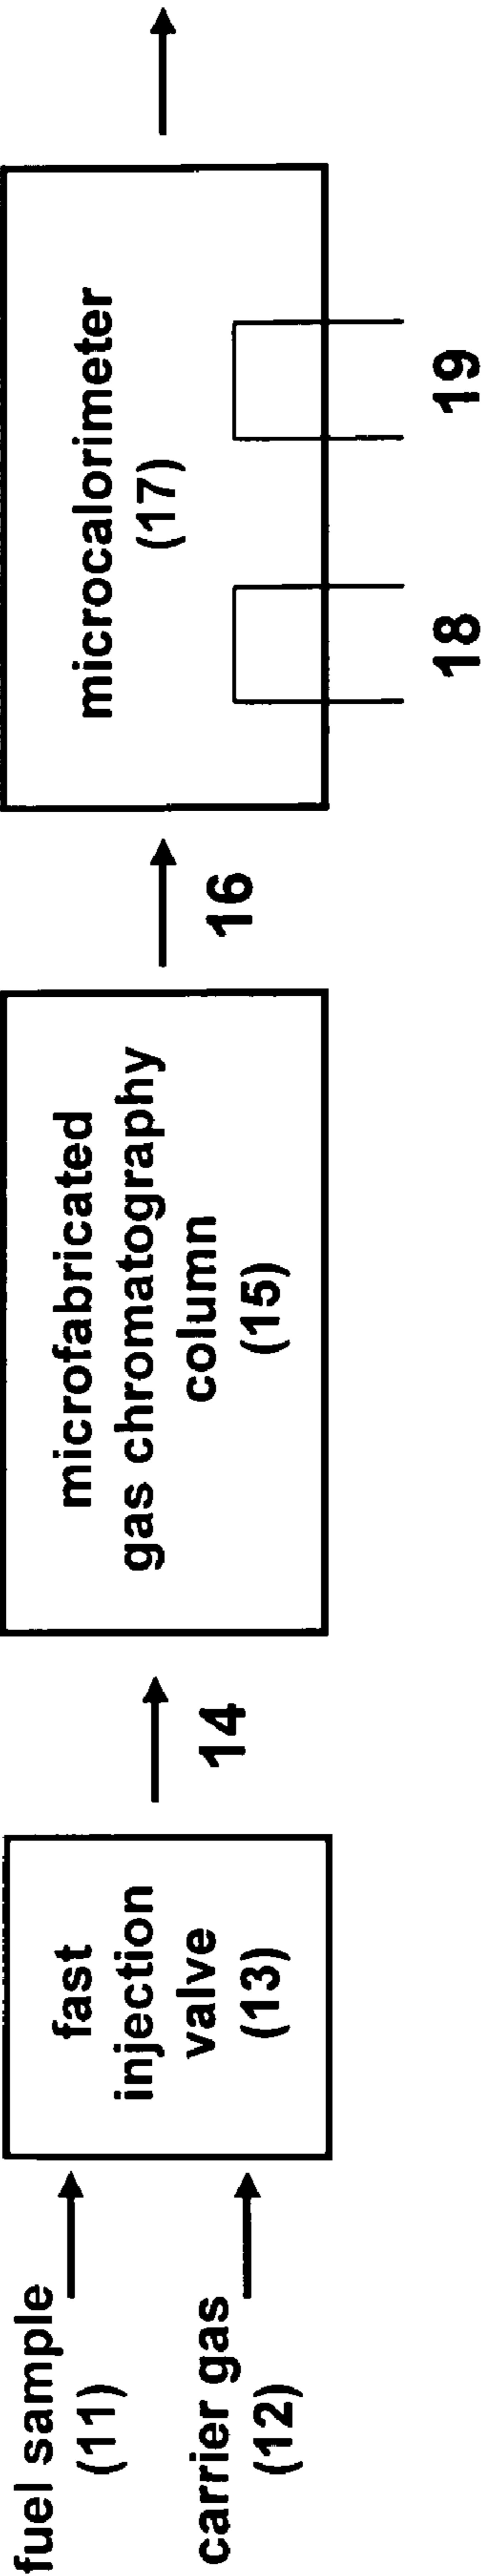 fuel sample
(11)
carrier gas
(12)
fast
injection
valve
(13)
14
microfabricated
gas chromatography
column
(15)
16
microcalorimeter
(17)
18
19